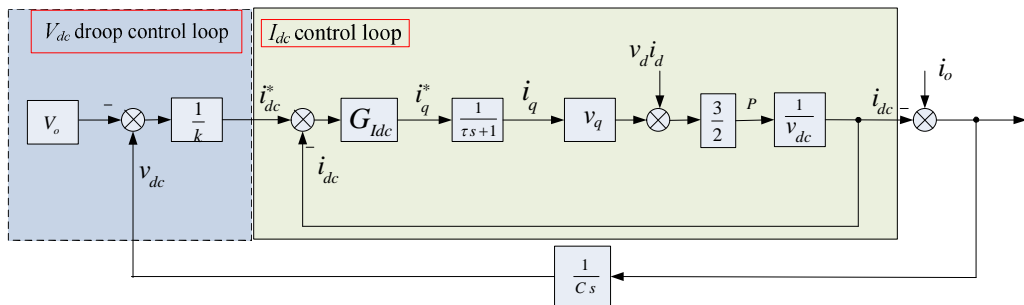 V_dc droop control loop
I_dc control loop
V_o
−
1/k
v_dc
i*_dc
−
i_dc
G_Idc
i*_q
1/(τs+1)
i_q
v_q
v_d i_d
3/2
P
1/v_dc
i_dc
−
i_o
1/(C s)